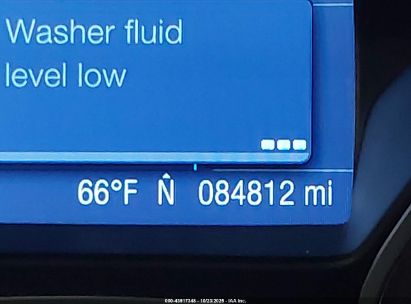 Washer fluid
level low
66°F N 084812 mi